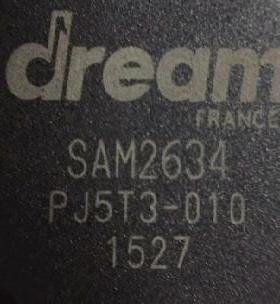 dream
FRANCE
SAM2634
PJ5T3-010
1527